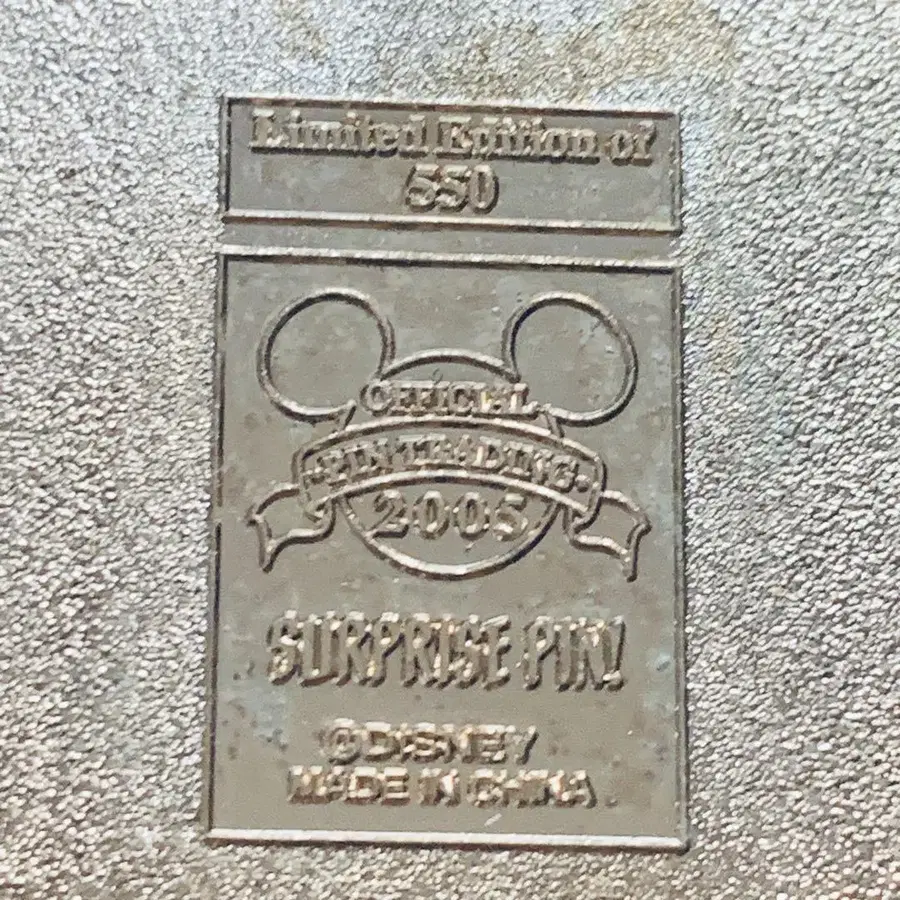 Limited Edition of
550
OFFICIAL
·PIN TRADING·
2005
SURPRISE PIN!
©DISNEY
MADE IN CHINA